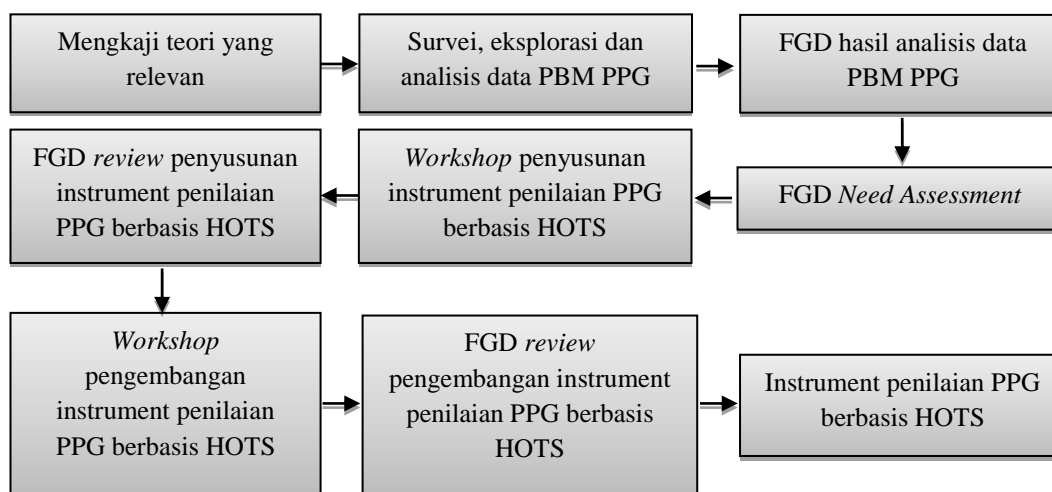 Mengkaji teori yang
relevan
Survei, eksplorasi dan
analisis data PBM PPG
FGD hasil analisis data
PBM PPG
FGD Need Assessment
Workshop penyusunan
instrument penilaian PPG
berbasis HOTS
FGD review penyusunan
instrument penilaian
PPG berbasis HOTS
Workshop
pengembangan
instrument penilaian
PPG berbasis HOTS
FGD review
pengembangan instrument
penilaian PPG berbasis
HOTS
Instrument penilaian PPG
berbasis HOTS